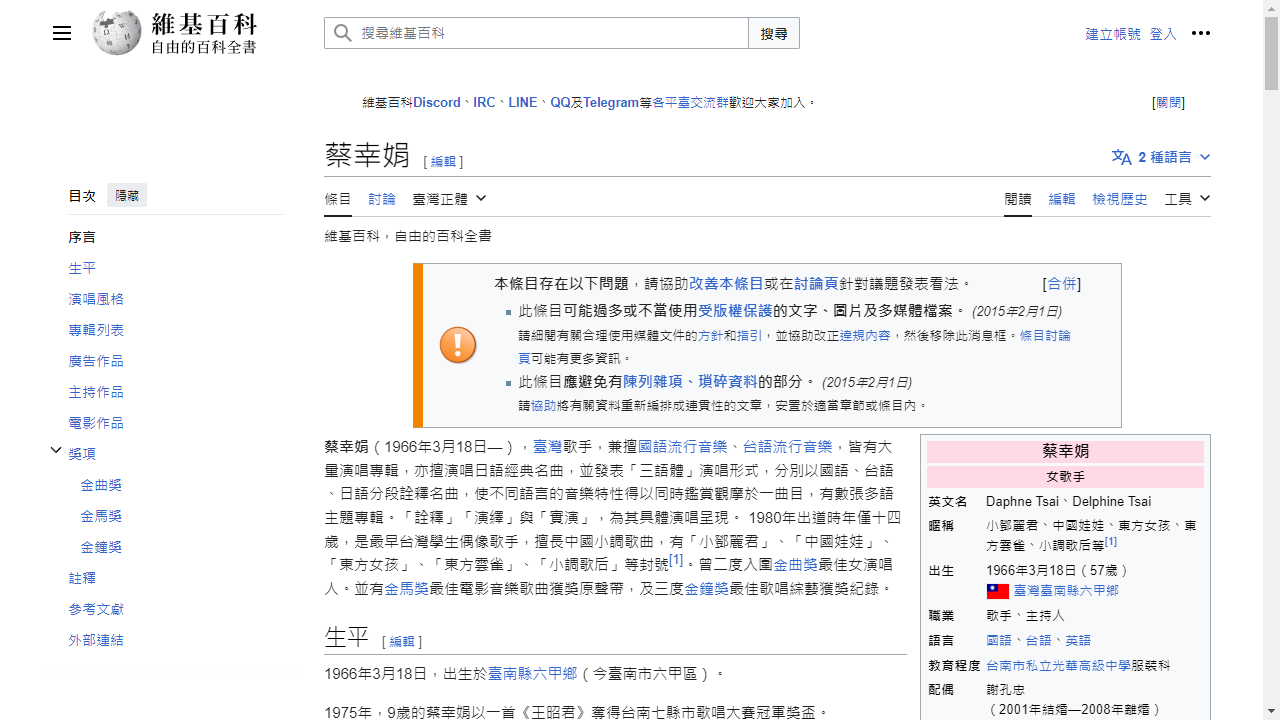 維基百科
自由的百科全書
搜尋維基百科
搜尋
建立帳號 登入
維基百科Discord、IRC、LINE、QQ及Telegram等各平臺交流群歡迎大家加入。
[關閉]
蔡幸娟 [編輯]
2 種語言
目次 隱藏
條目 討論 臺灣正體
閱讀 編輯 檢視歷史 工具
序言
生平
演唱風格
專輯列表
廣告作品
主持作品
電影作品
獎項
金曲獎
金馬獎
金鐘獎
註釋
參考文獻
外部連結
維基百科，自由的百科全書
本條目存在以下問題，請協助改善本條目或在討論頁針對議題發表看法。 [合併]
此條目可能過多或不當使用受版權保護的文字、圖片及多媒體檔案。 (2015年2月1日)
請細閱有關合理使用媒體文件的方針和指引，並協助改正違規內容，然後移除此消息框。條目討論
頁可能有更多資訊。
此條目應避免有陳列雜項、瑣碎資料的部分。 (2015年2月1日)
請協助將有關資料重新編排成連貫性的文章，安置於適當章節或條目內。
蔡幸娟（1966年3月18日—），臺灣歌手，兼擅國語流行音樂、台語流行音樂，皆有大
量演唱專輯，亦擅演唱日語經典名曲，並發表「三語體」演唱形式，分別以國語、台語
、日語分段詮釋名曲，使不同語言的音樂特性得以同時鑑賞觀摩於一曲目，有數張多語
主題專輯。「詮釋」「演繹」與「實演」，為其具體演唱呈現。 1980年出道時年僅十四
歲，是最早台灣學生偶像歌手，擅長中國小調歌曲，有「小鄧麗君」、「中國娃娃」、
「東方女孩」、「東方雲雀」、「小調歌后」等封號[1]。曾二度入圍金曲獎最佳女演唱
人。並有金馬獎最佳電影音樂歌曲獲獎原聲帶，及三度金鐘獎最佳歌唱綜藝獲獎紀錄。
生平 [編輯]
1966年3月18日，出生於臺南縣六甲鄉（今臺南市六甲區）。
1975年，9歲的蔡幸娟以一首《王昭君》奪得台南七縣市歌唱大賽冠軍獎盃。
蔡幸娟
女歌手
英文名 Daphne Tsai、Delphine Tsai
暱稱 小鄧麗君、中國娃娃、東方女孩、東
方雲雀、小調歌后等[1]
出生 1966年3月18日（57歲）
臺灣臺南縣六甲鄉
職業 歌手、主持人
語言 國語、台語、英語
教育程度 台南市私立光華高級中學服裝科
配偶 謝孔忠
（2001年結婚—2008年離婚）